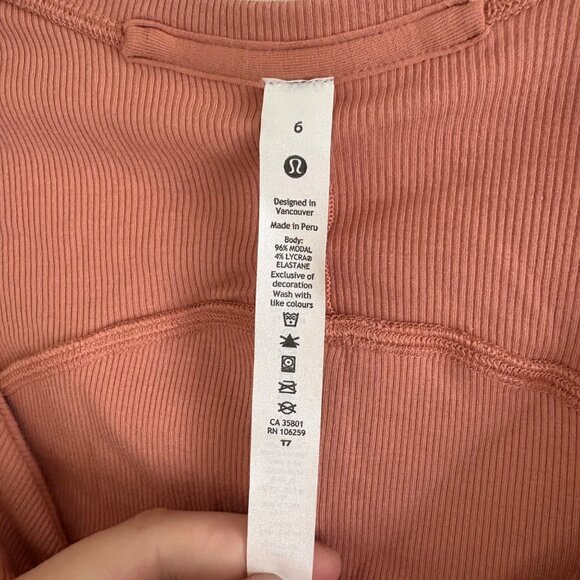 6
Designed in
Vancouver
Made in Peru
Body:
96% MODAL
4% LYCRA®
ELASTANE
Exclusive of
decoration
Wash with
like colours
CA 35801
RN 106259
T7